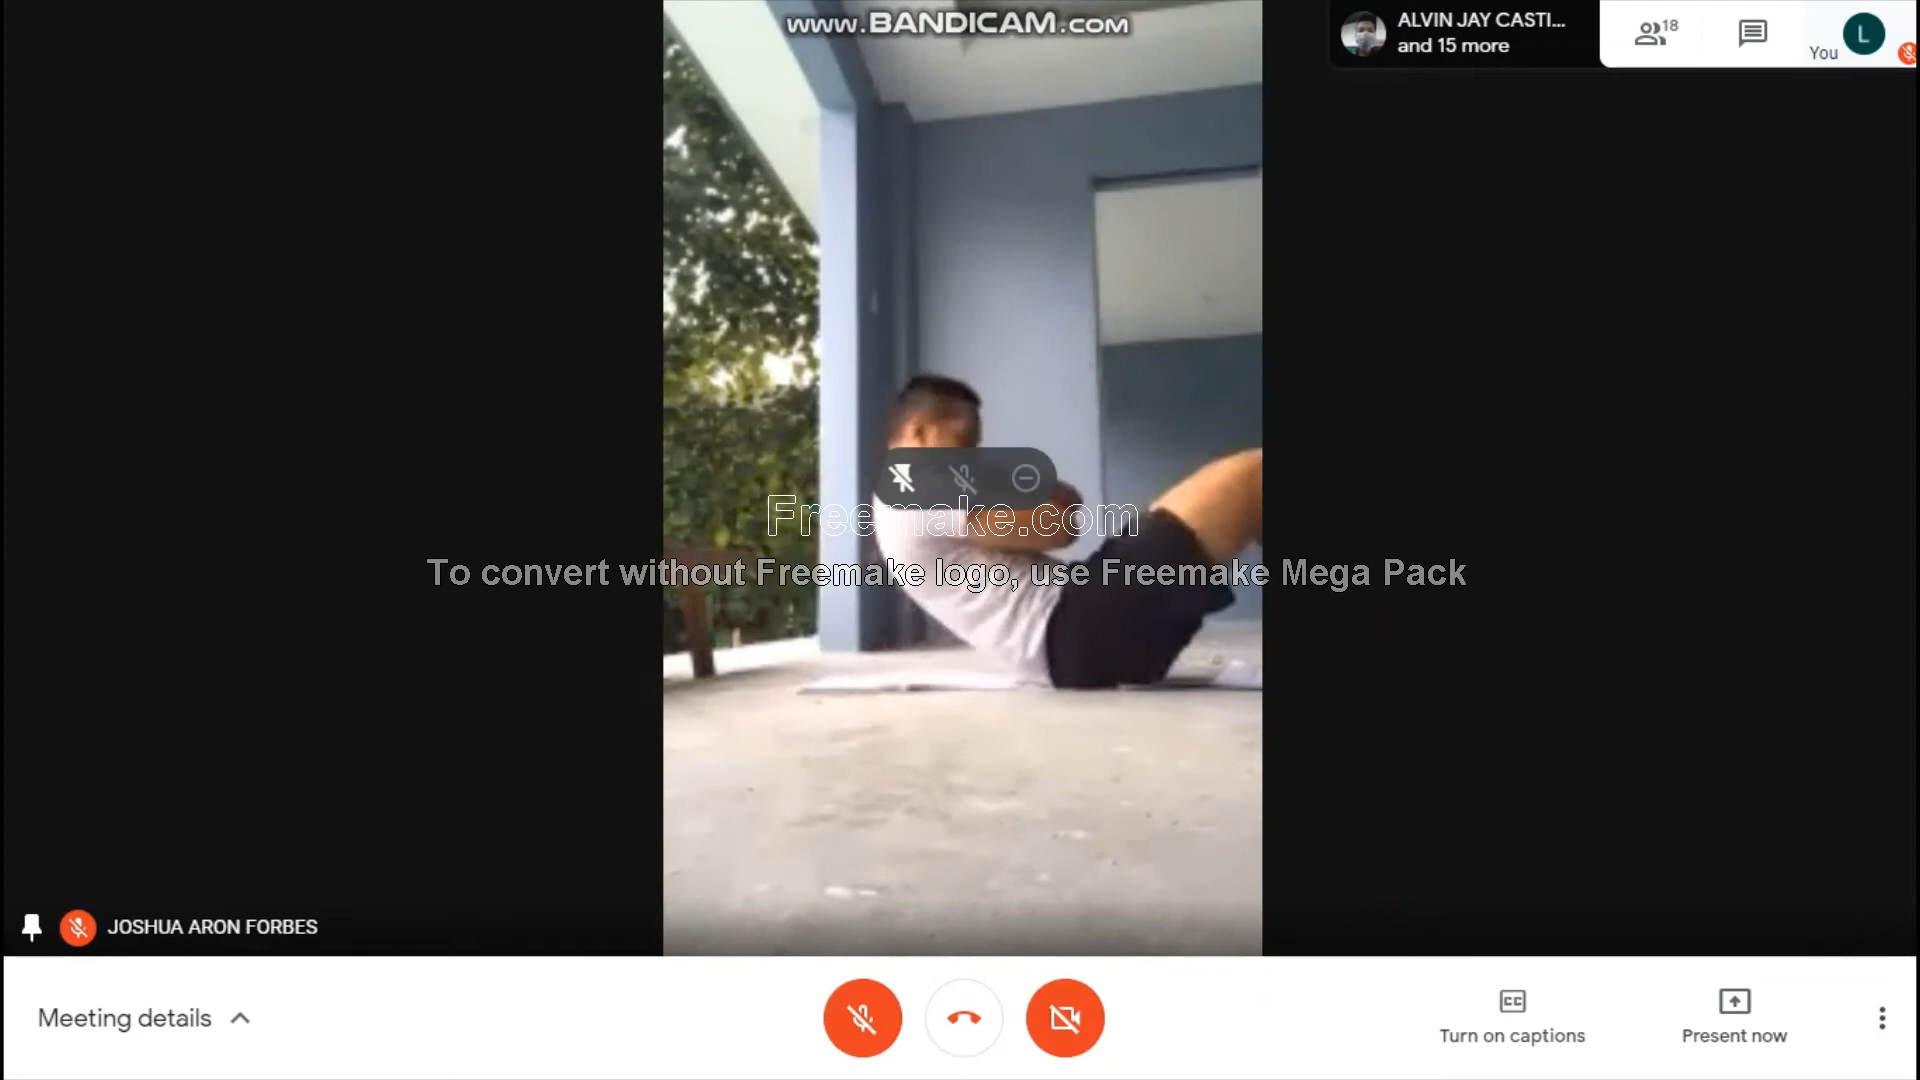 www.BANDICAM.com
ALVIN JAY CASTI...
and 15 more
18
You
L
Freemake.com
To convert without Freemake logo, use Freemake Mega Pack
JOSHUA ARON FORBES
Meeting details
CC
Turn on captions
Present now